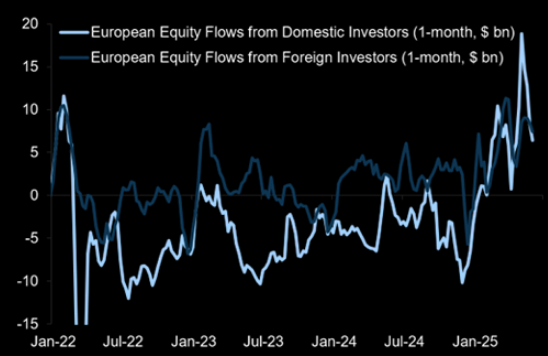 European Equity Flows from Domestic Investors (1-month, $ bn)
European Equity Flows from Foreign Investors (1-month, $ bn)
20
15
10
5
0
-5
-10
-15
Jan-22 Jul-22 Jan-23 Jul-23 Jan-24 Jul-24 Jan-25